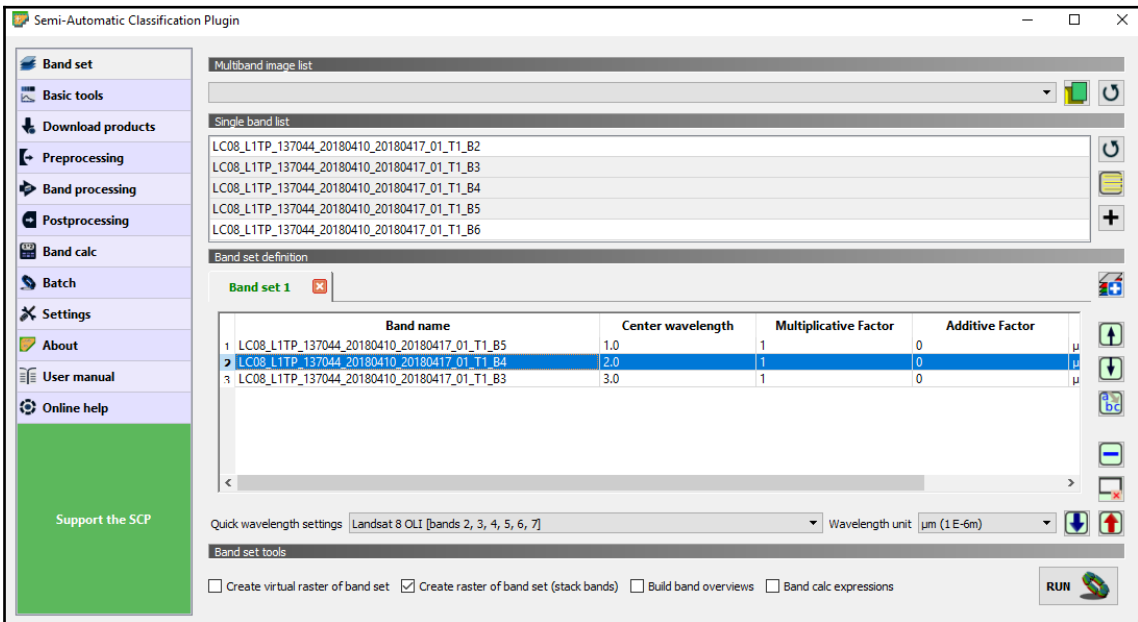 Semi-Automatic Classification Plugin
Band set
Basic tools
Download products
Preprocessing
Band processing
Postprocessing
Band calc
Batch
Settings
About
User manual
Online help
Support the SCP
Multiband image list
Single band list
LC08_L1TP_137044_20180410_20180417_01_T1_B2
LC08_L1TP_137044_20180410_20180417_01_T1_B3
LC08_L1TP_137044_20180410_20180417_01_T1_B4
LC08_L1TP_137044_20180410_20180417_01_T1_B5
LC08_L1TP_137044_20180410_20180417_01_T1_B6
Band set definition
Band set 1
Band name Center wavelength Multiplicative Factor Additive Factor
1 LC08_L1TP_137044_20180410_20180417_01_T1_B5 1.0 1 0 µ
2 LC08_L1TP_137044_20180410_20180417_01_T1_B4 2.0 1 0 µ
3 LC08_L1TP_137044_20180410_20180417_01_T1_B3 3.0 1 0 µ
Quick wavelength settings Landsat 8 OLI [bands 2, 3, 4, 5, 6, 7] Wavelength unit µm (1 E-6m)
Band set tools
Create virtual raster of band set Create raster of band set (stack bands) Build band overviews Band calc expressions RUN